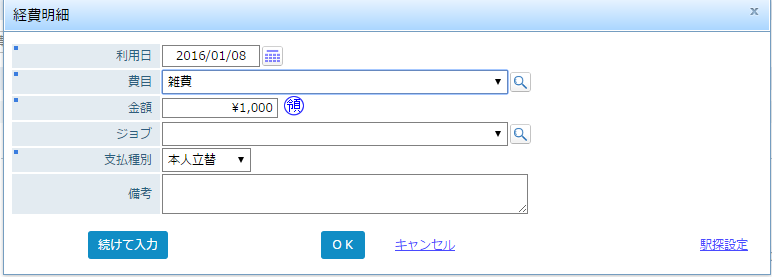 経費明細 x
利用日 2016/01/08
費目 雑費
金額 ¥1,000 領
ジョブ
支払種別 本人立替
備考
続けて入力 OK キャンセル 駅探設定